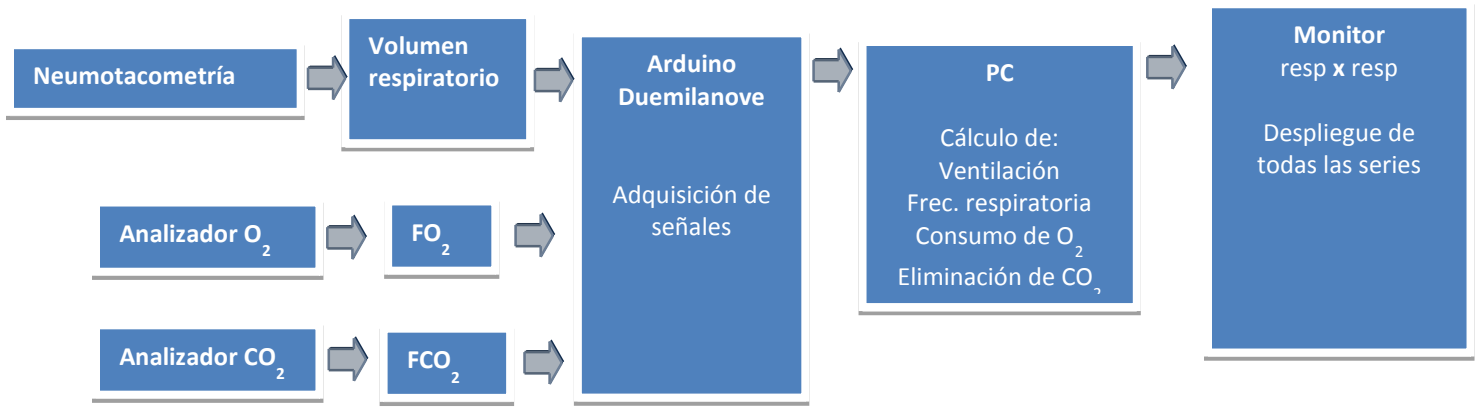 Neumotacometría
Volumen
respiratorio
Arduino
Duemilanove
Adquisición de
señales
PC
Cálculo de:
Ventilación
Frec. respiratoria
Consumo de O2
Eliminación de CO2
Monitor
resp x resp
Despliegue de
todas las series
Analizador O2
FO2
Analizador CO2
FCO2